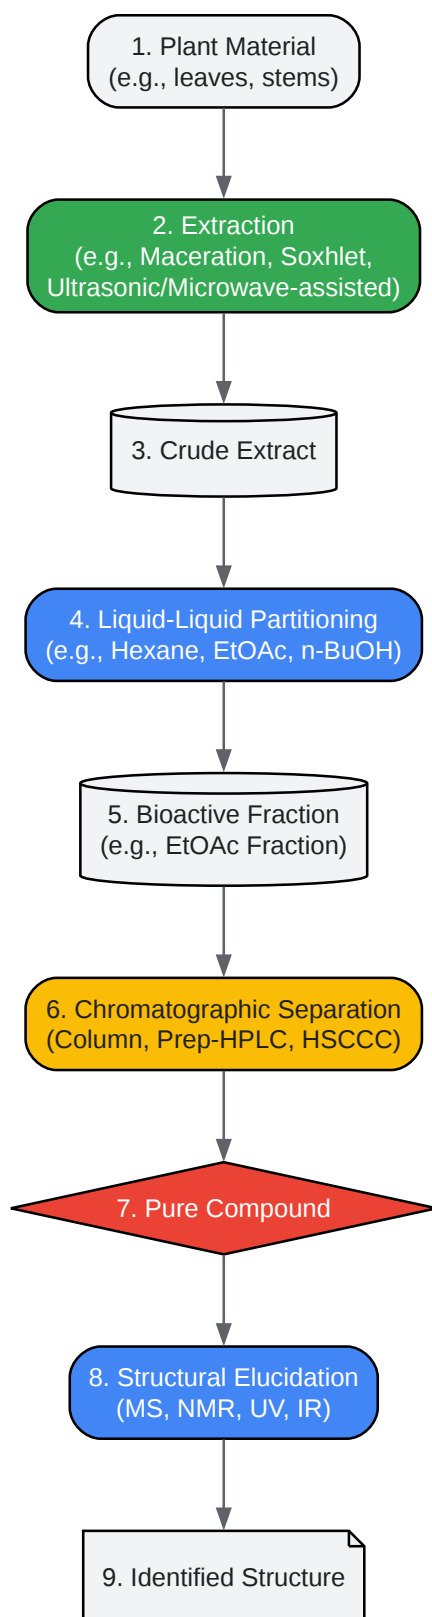 1. Plant Material
(e.g., leaves, stems)
2. Extraction
(e.g., Maceration, Soxhlet,
Ultrasonic/Microwave-assisted)
3. Crude Extract
4. Liquid-Liquid Partitioning
(e.g., Hexane, EtOAc, n-BuOH)
5. Bioactive Fraction
(e.g., EtOAc Fraction)
6. Chromatographic Separation
(Column, Prep-HPLC, HSCCC)
7. Pure Compound
8. Structural Elucidation
(MS, NMR, UV, IR)
9. Identified Structure